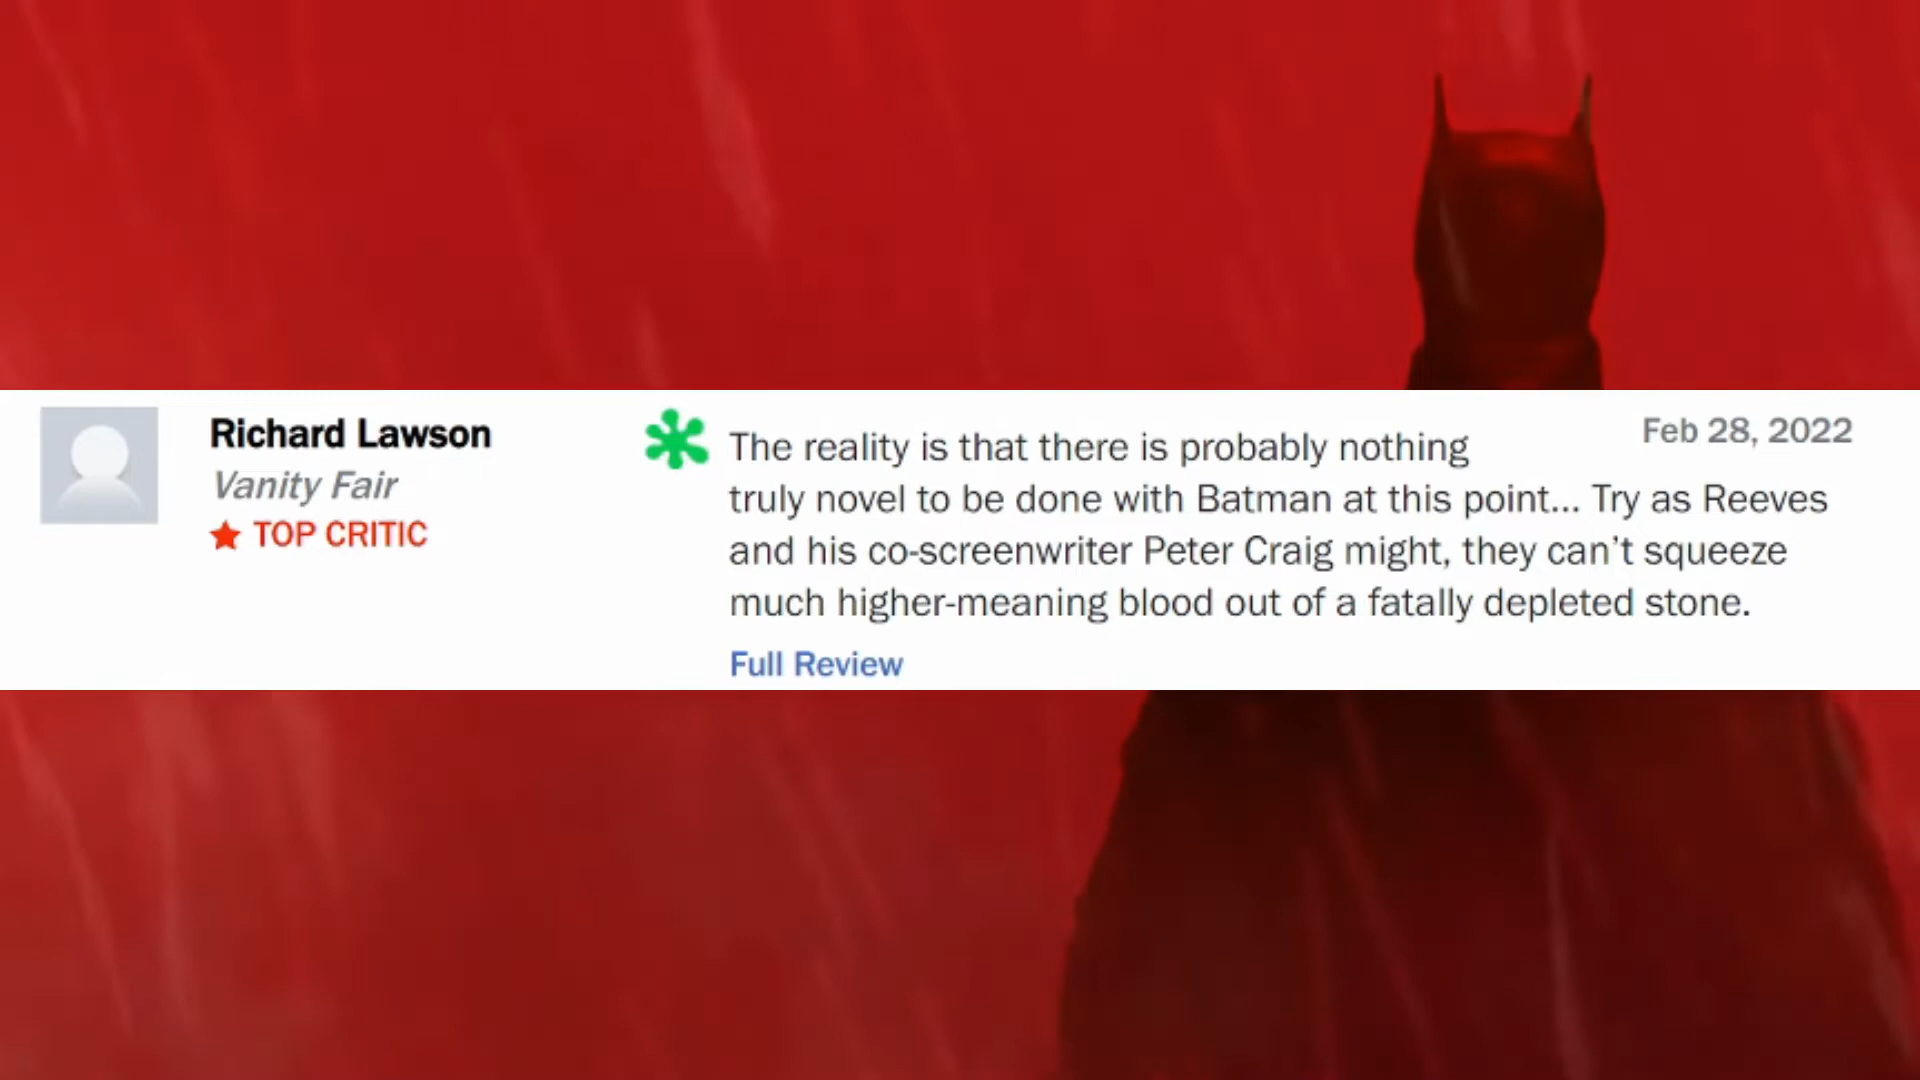 Richard Lawson
Vanity Fair
TOP CRITIC
Feb 28, 2022
The reality is that there is probably nothing
truly novel to be done with Batman at this point... Try as Reeves
and his co-screenwriter Peter Craig might, they can't squeeze
much higher-meaning blood out of a fatally depleted stone.
Full Review